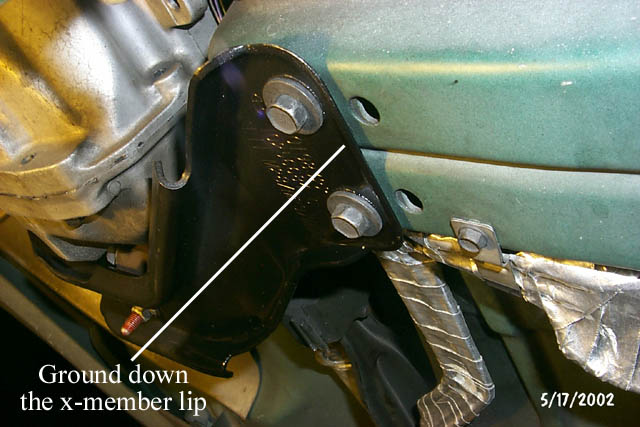 Ground down
the x-member lip
5/17/2002